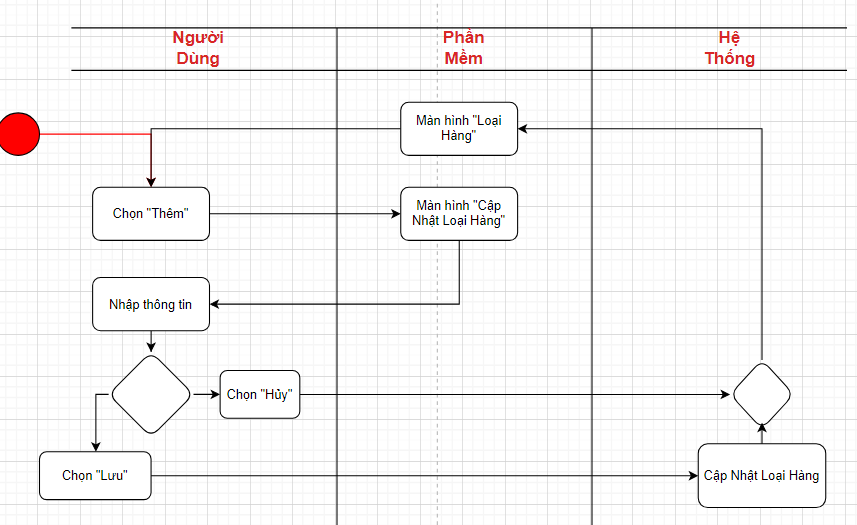 Người
Dùng
Phần
Mềm
Hệ
Thống
Màn hình "Loại
Hàng"
Chọn "Thêm"
Màn hình "Cập
Nhật Loại Hàng"
Nhập thông tin
Chọn "Hủy"
Chọn "Lưu"
Cập Nhật Loại Hàng